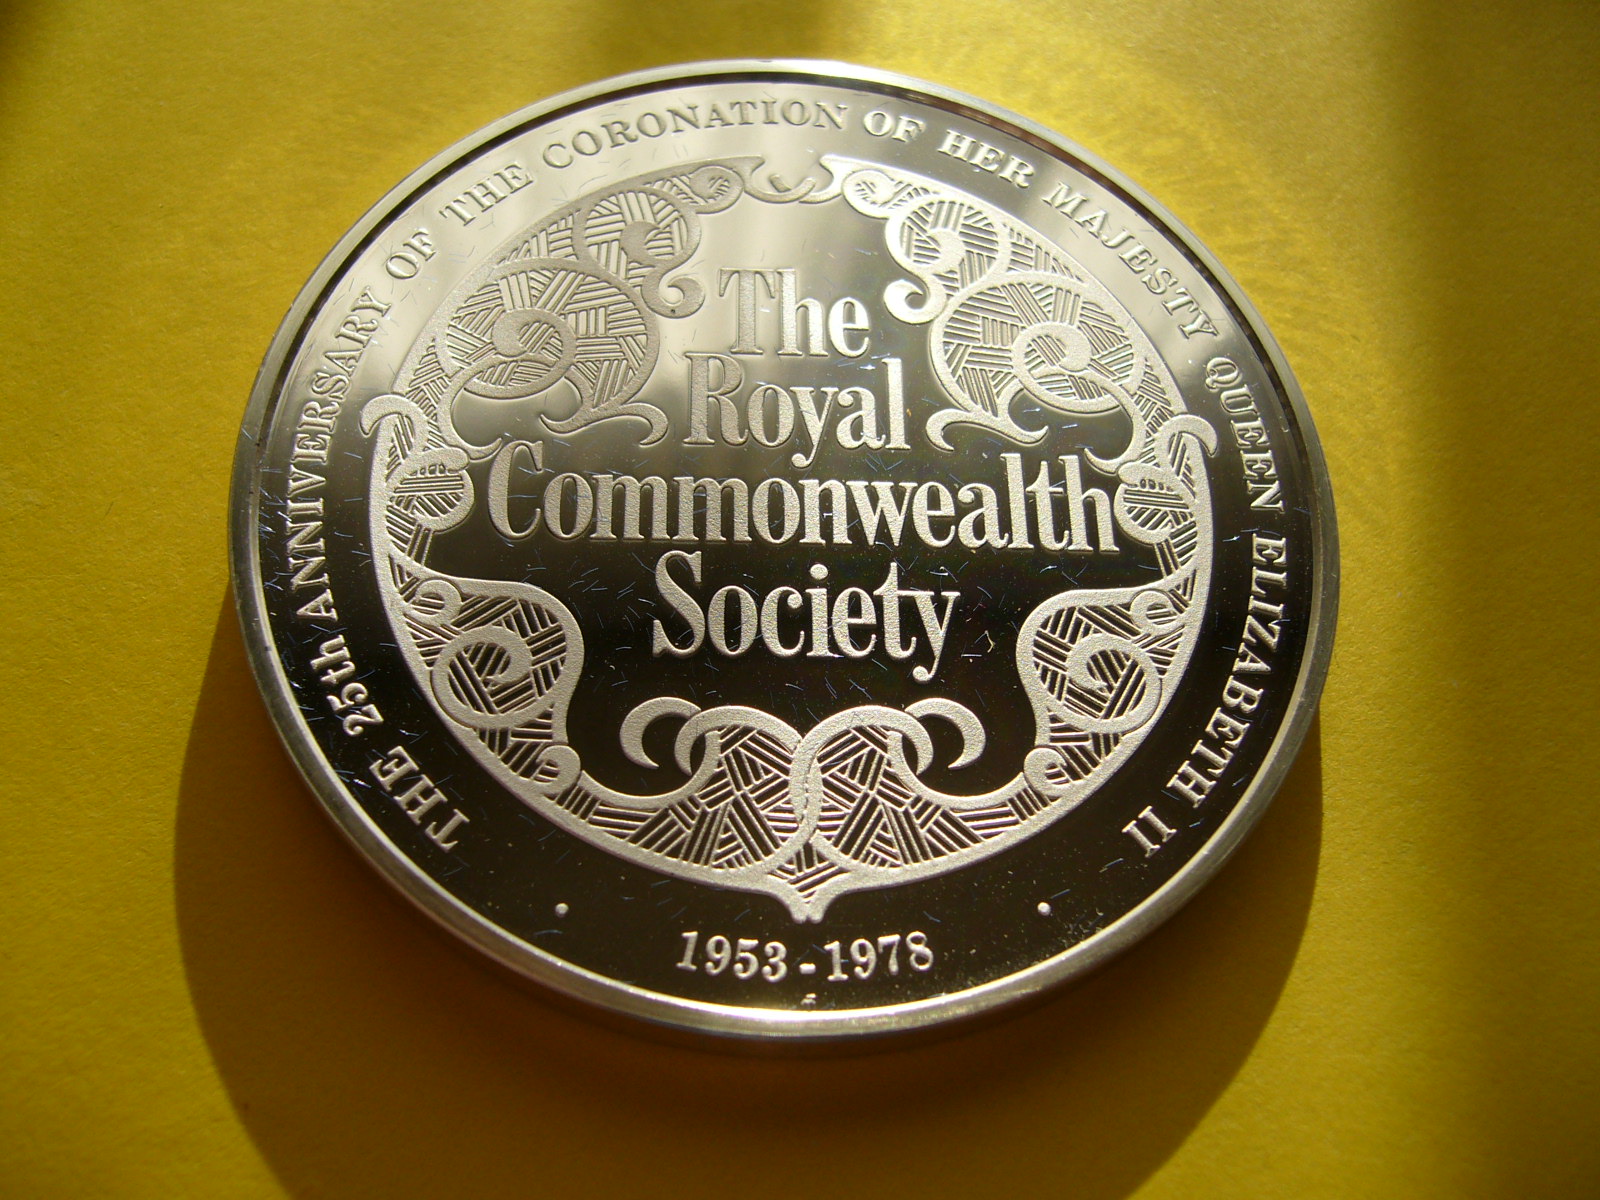 THE 25th ANNIVERSARY OF THE CORONATION OF HER MAJESTY QUEEN ELIZABETH II
The
Royal
Commonwealth
Society
1953-1978